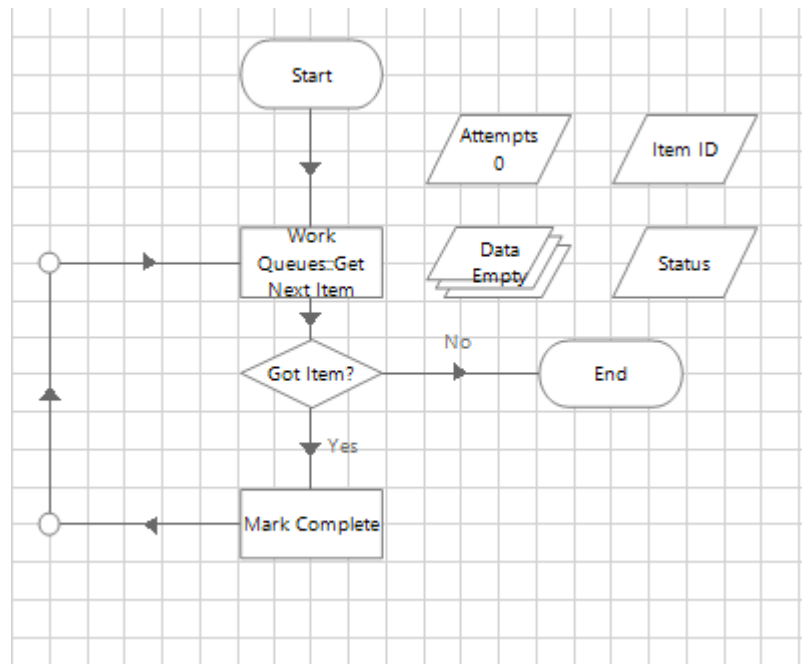 Start
Attempts
0
Item ID
Work
Queues::Get
Next Item
Data
Empty
Status
No
Got Item?
End
Yes
Mark Complete